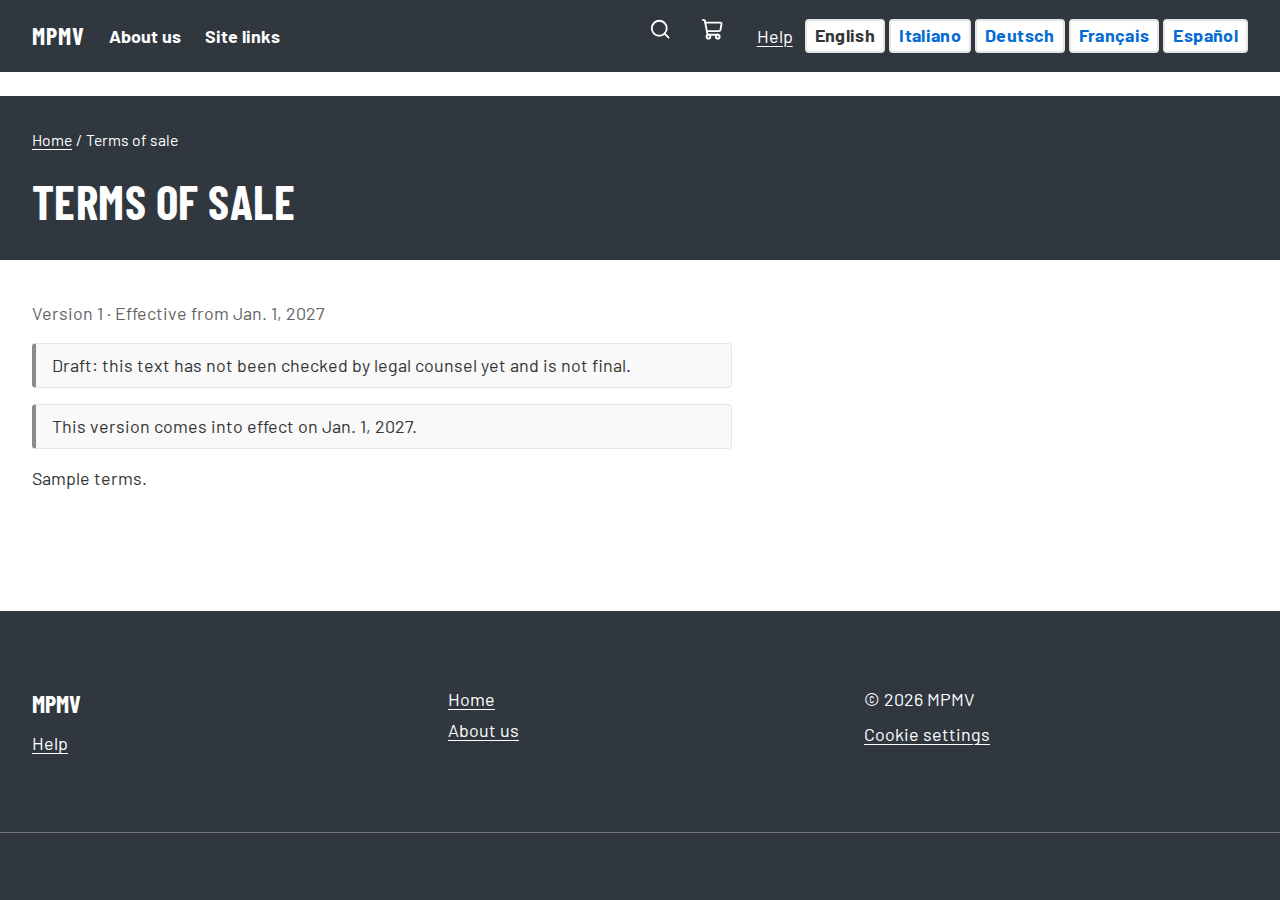 MPMV About us Site links Help English Italiano Deutsch Français Español
Home / Terms of sale
TERMS OF SALE
Version 1 · Effective from Jan. 1, 2027
Draft: this text has not been checked by legal counsel yet and is not final.
This version comes into effect on Jan. 1, 2027.
Sample terms.
MPMV
Help
Home
About us
© 2026 MPMV
Cookie settings